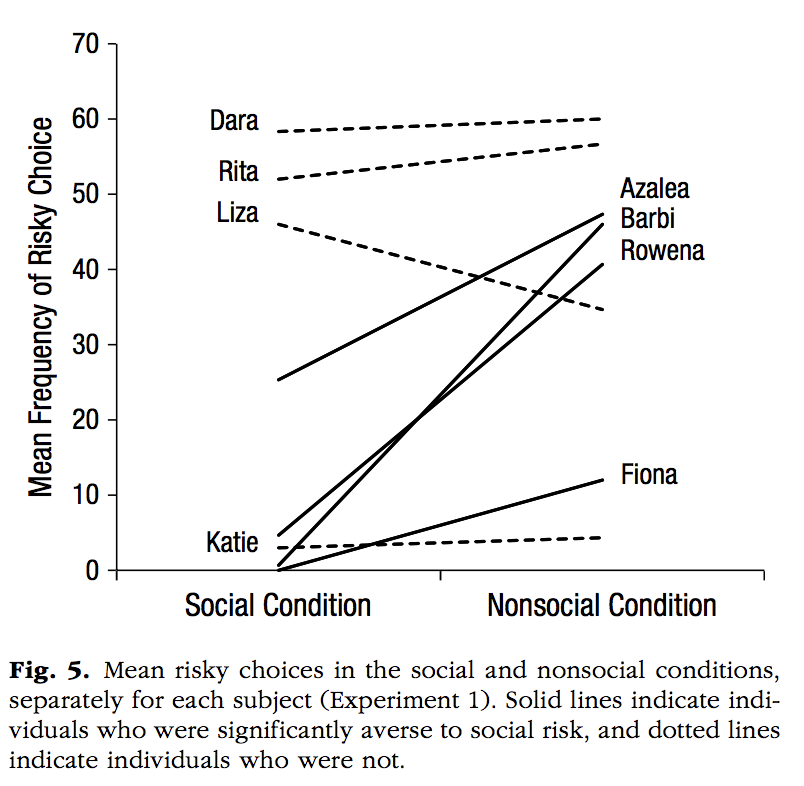 70
60
50
40
30
20
10
0
Mean Frequency of Risky Choice
Dara
Rita
Liza
Katie
Azalea
Barbi
Rowena
Fiona
Social Condition
Nonsocial Condition
Fig. 5. Mean risky choices in the social and nonsocial conditions,
separately for each subject (Experiment 1). Solid lines indicate indi-
viduals who were significantly averse to social risk, and dotted lines
indicate individuals who were not.